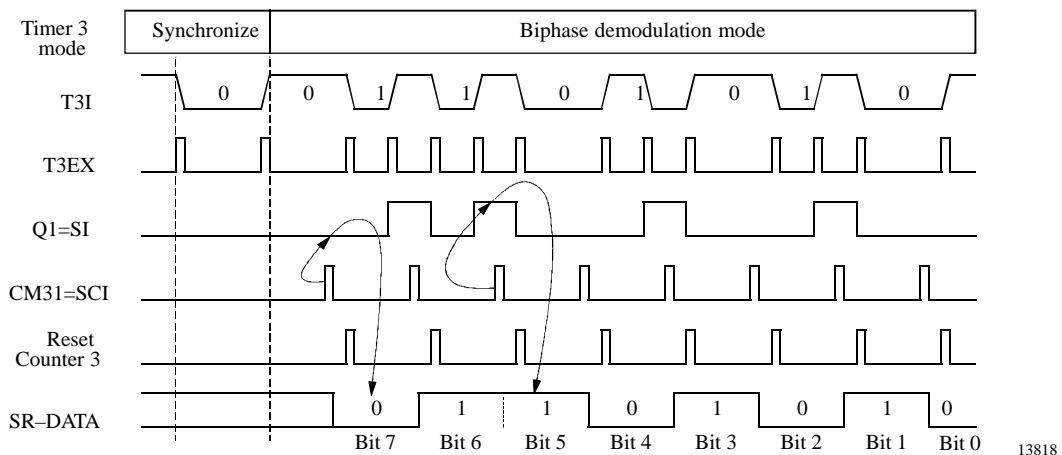 Timer 3
mode
Synchronize
Biphase demodulation mode
T3I
0 0 1 1 0 1 0 1 0
T3EX
Q1=SI
CM31=SCI
Reset
Counter 3
SR–DATA
0 1 1 0 1 0 1 0
Bit 7 Bit 6 Bit 5 Bit 4 Bit 3 Bit 2 Bit 1 Bit 0
13818